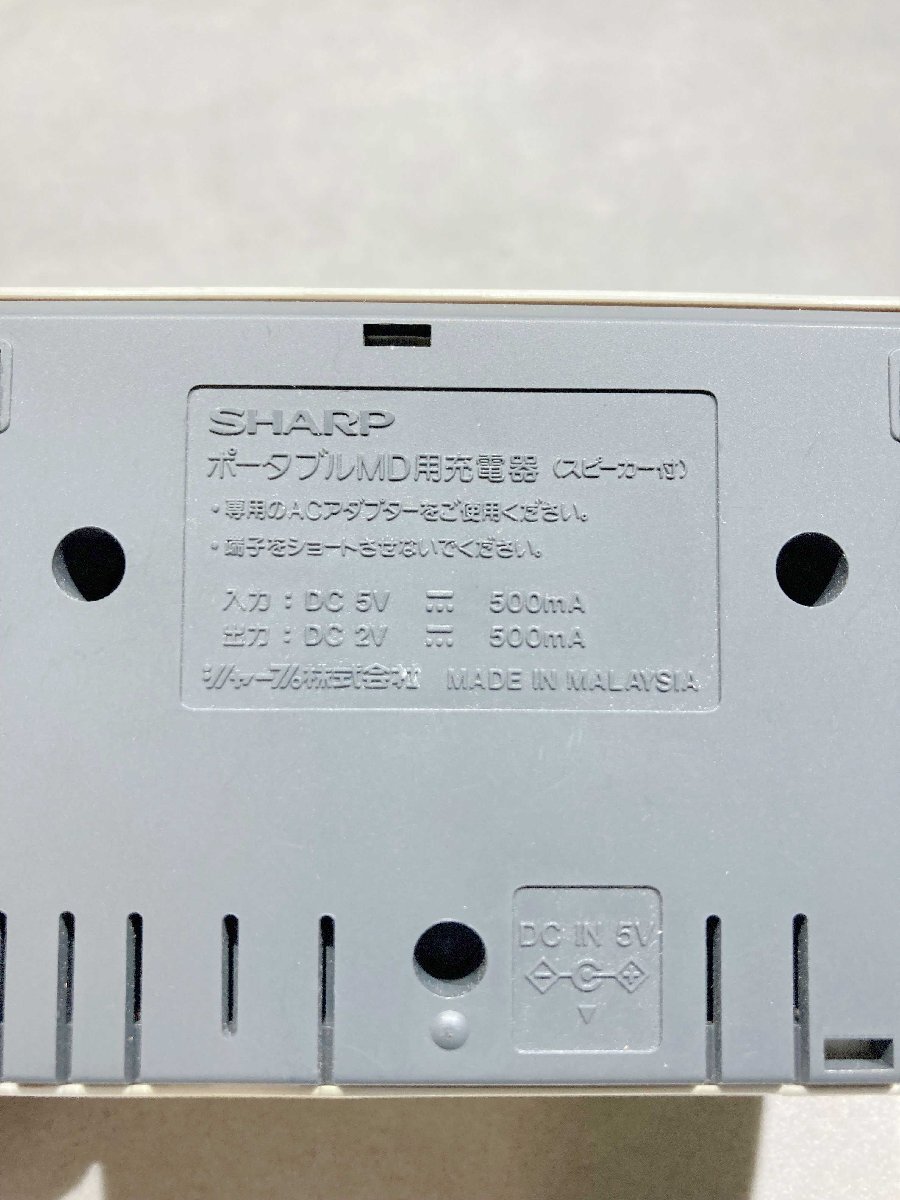 SHARP
ポータブルMD用充電器（スピーカー付）
・専用のACアダプターをご使用ください。
・端子をショートさせないでください。
入力：DC 5V ⎓ 500mA
出力：DC 2V ⎓ 500mA
シャープ株式会社 MADE IN MALAYSIA
DC IN 5V
- C +